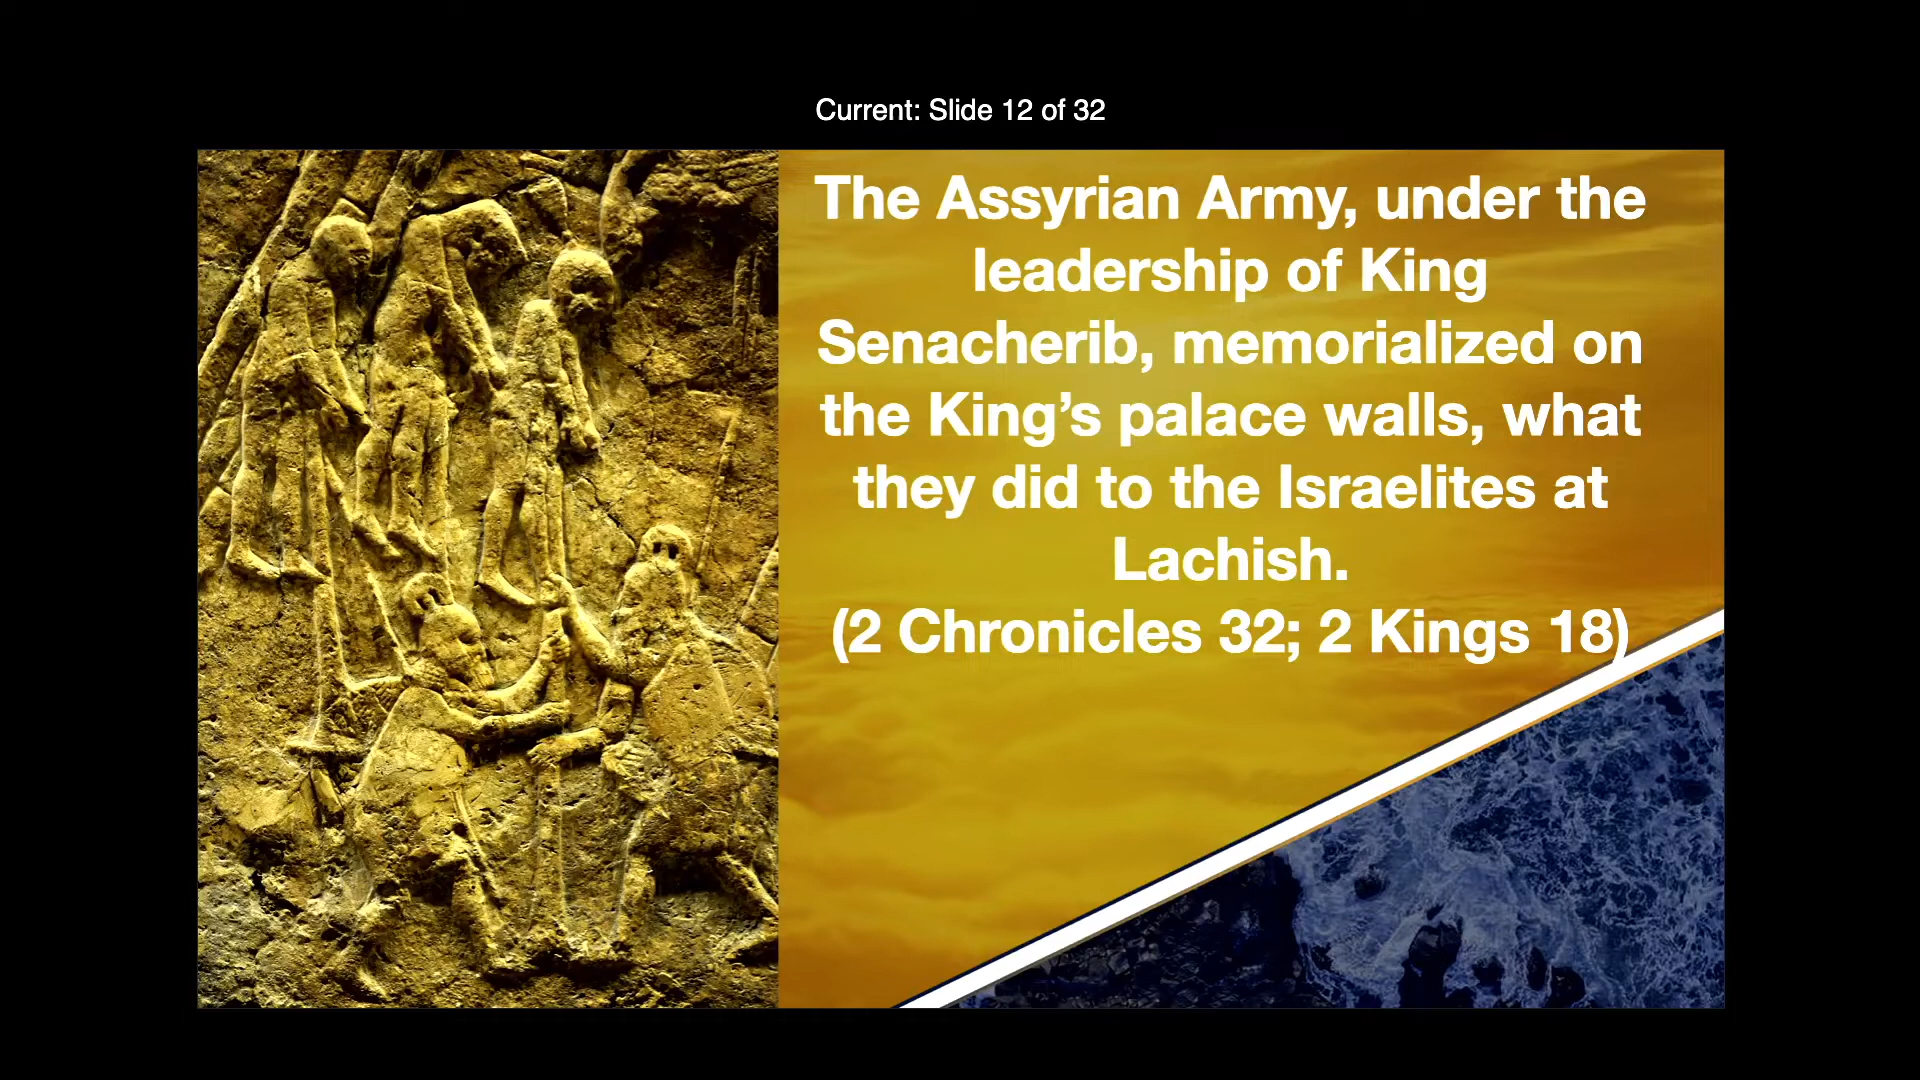 Current: Slide 12 of 32
The Assyrian Army, under the
leadership of King
Senacherib, memorialized on
the King’s palace walls, what
they did to the Israelites at
Lachish.
(2 Chronicles 32; 2 Kings 18)